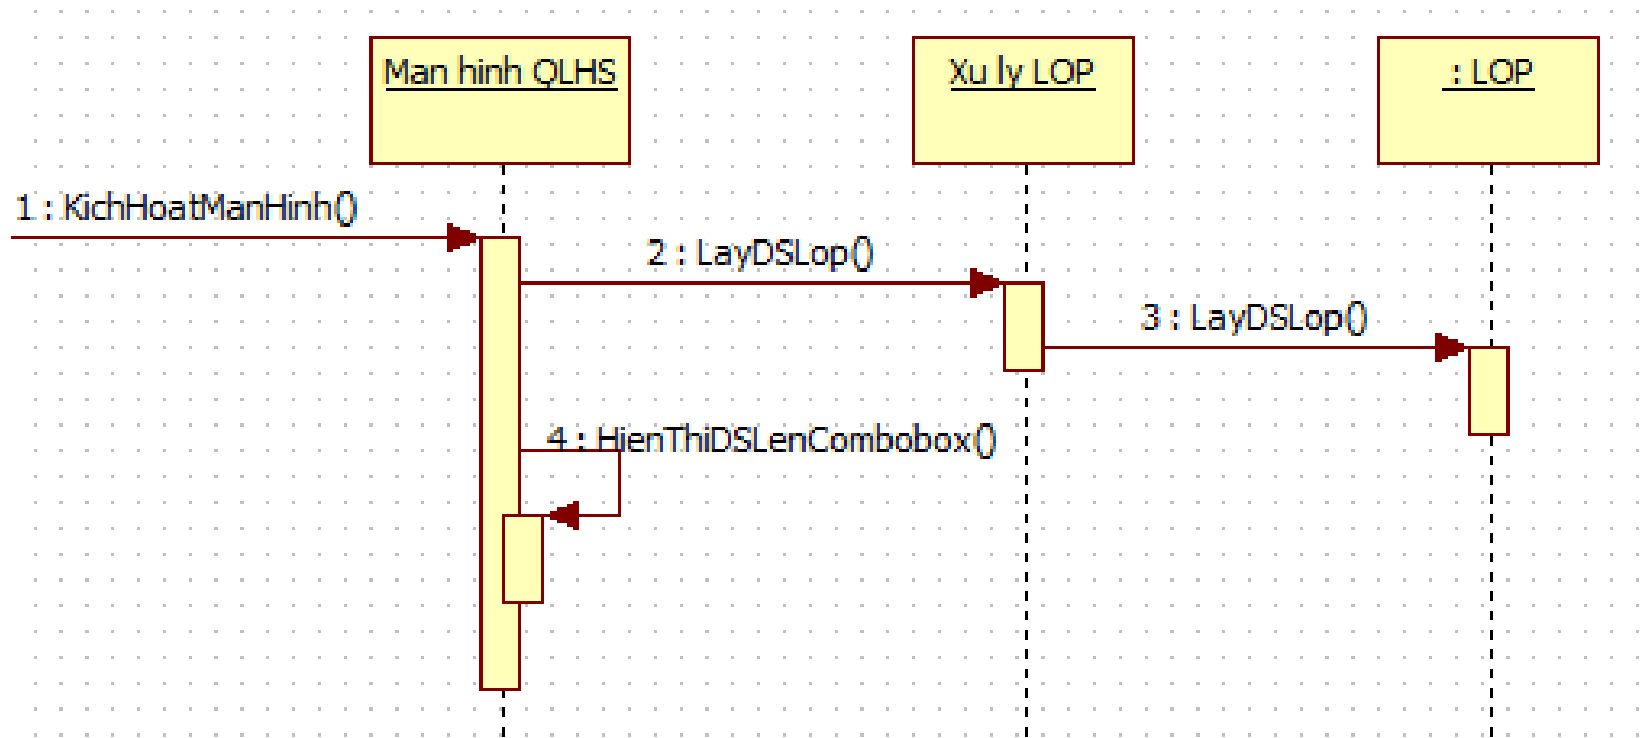 Man hinh QLHS
Xu ly LOP
: LOP
1 : KichHoatManHinh()
2 : LayDSLop()
3 : LayDSLop()
4 : HienThiDSLenCombobox()